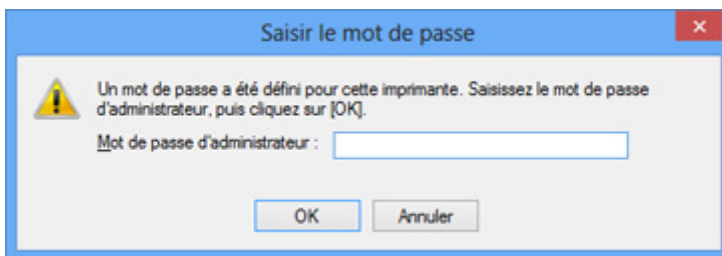 Saisir le mot de passe
Un mot de passe a été défini pour cette imprimante. Saisissez le mot de passe
d'administrateur, puis cliquez sur [OK].
Mot de passe d'administrateur :
OK
Annuler